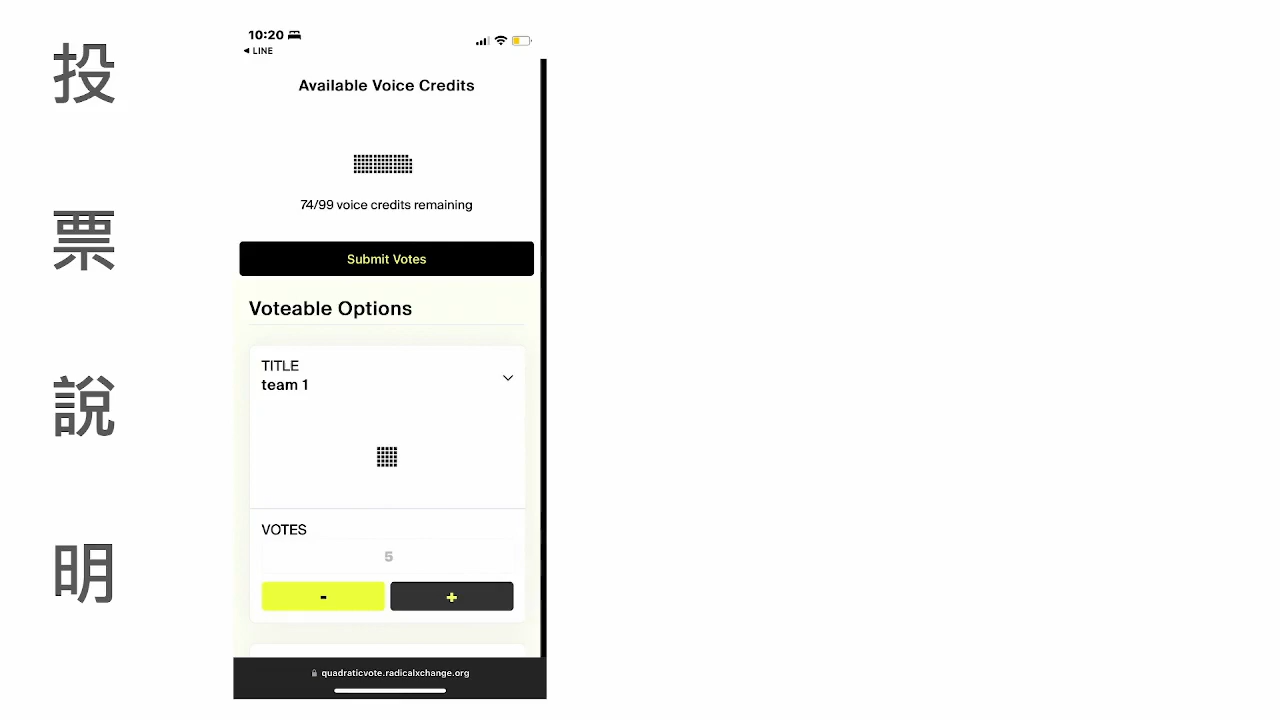 投
票
說
明
10:20
◀ LINE
Available Voice Credits
74/99 voice credits remaining
Submit Votes
Voteable Options
TITLE
team 1
VOTES
5
- +
quadraticvote.radicalxchange.org